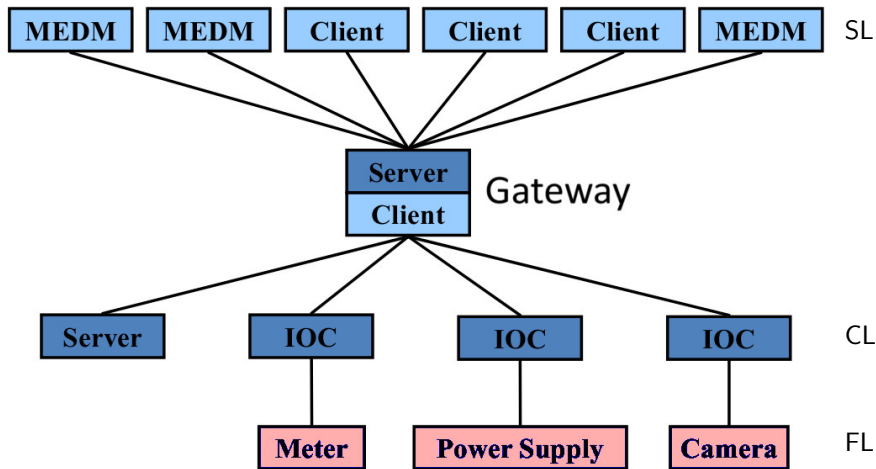 MEDM MEDM Client Client Client MEDM SL
Server
Gateway
Client
Server IOC IOC IOC CL
Meter Power Supply Camera FL